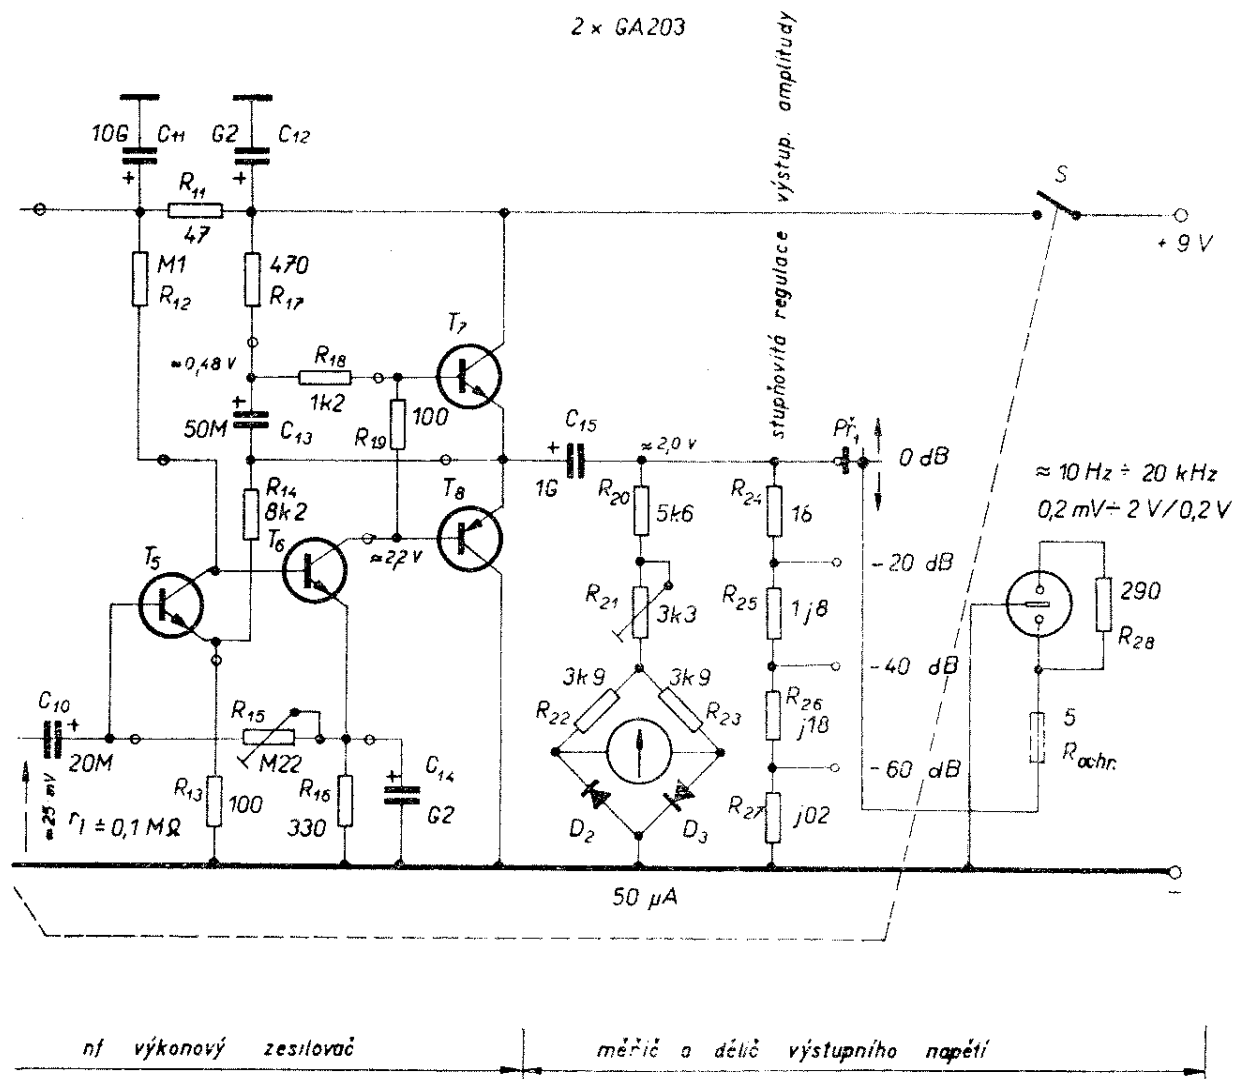 2 x GA203
stupňovitá regulace výstup. amplitudy
10G C11
G2 C12
R11
47
S
+ 9 V
M1
R12
470
R17
≈0,48 V
T7
R18
1k2
50M
C13
R19
100
C15
1G
≈ 2,0 V
Př.1
0 dB
≈ 10 Hz ÷ 20 kHz
0,2 mV ÷ 2 V/0,2 V
R14
8k2
T8
R20
5k6
R24
16
T5
T6
≈2,2 V
- 20 dB
R21
3k3
R25
1j8
290
R28
- 40 dB
3k9
3k9
R22
R23
R26
j18
C10
20M
R15
M22
5
Rochr.
- 60 dB
≈25 mV
ri ± 0,1 MΩ
R13
100
R16
330
C14
G2
D2
D3
R27
j02
50 µA
-
nf výkonový zesilovač
měřič a dělič výstupního napětí